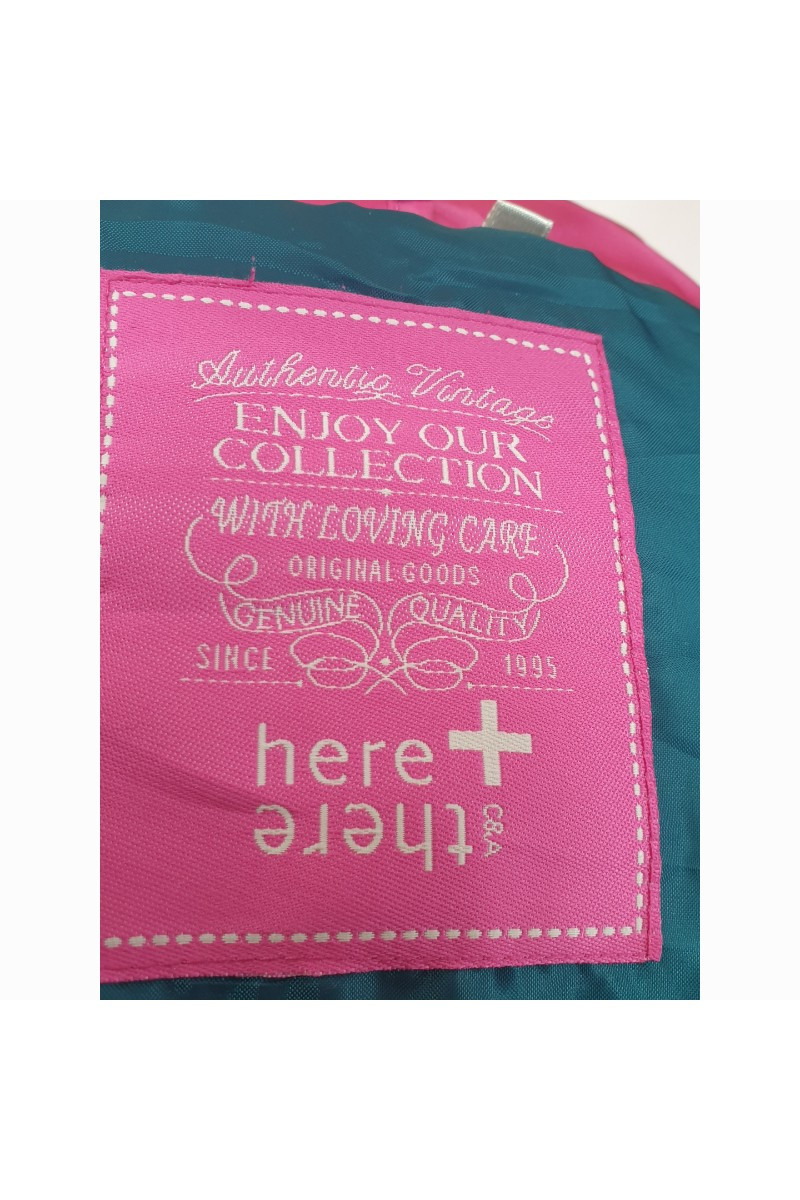 Authentic Vintage
ENJOY OUR
COLLECTION
WITH LOVING CARE
ORIGINAL GOODS
GENUINE QUALITY
SINCE 1995
here +
there C&A